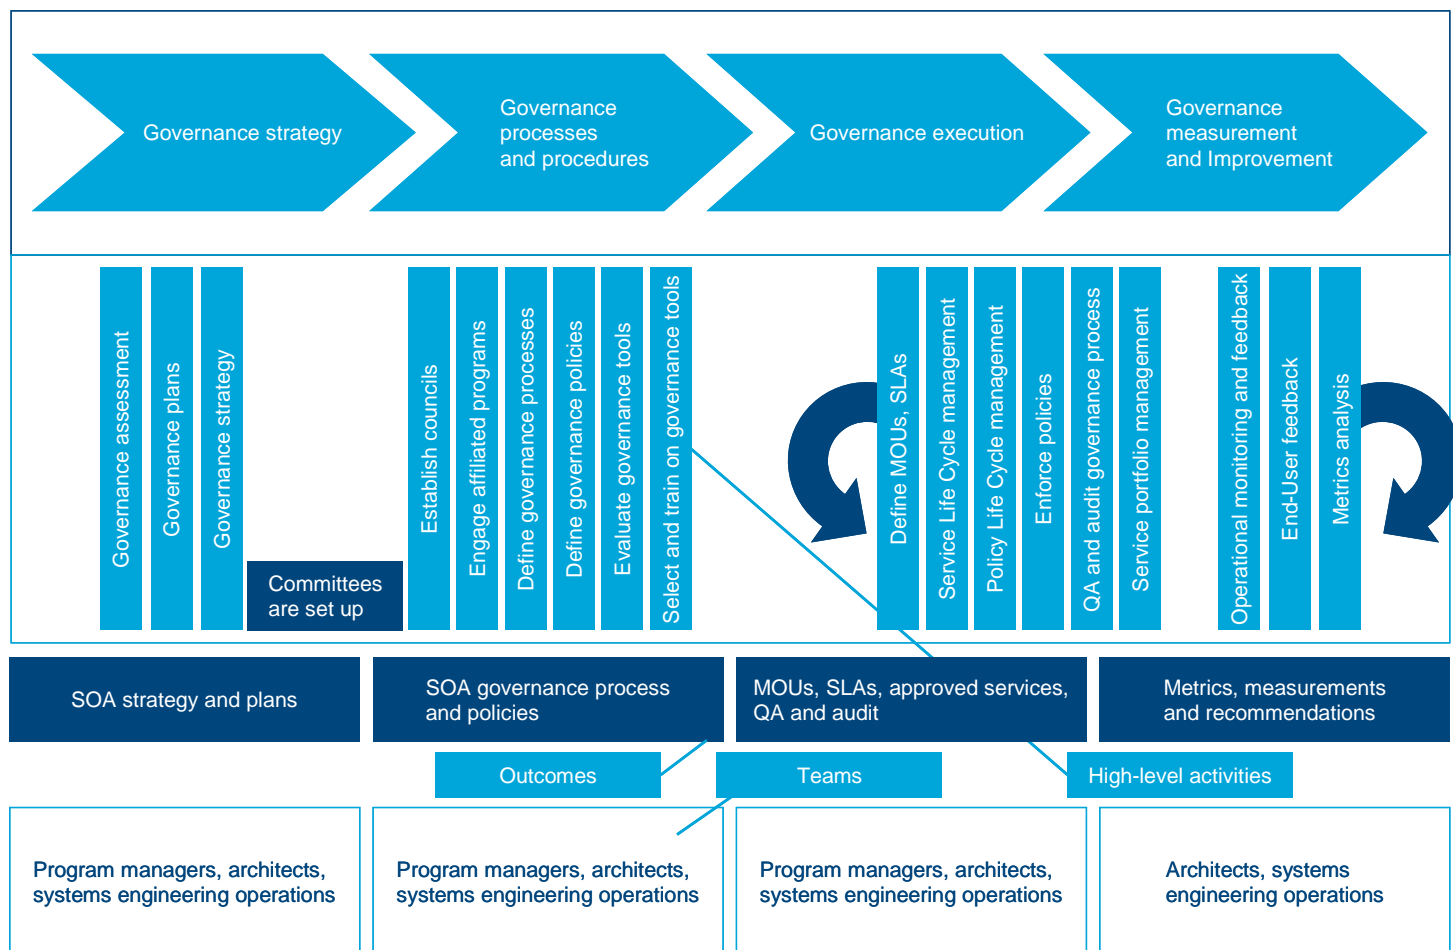 Governance strategy
Governance
processes
and procedures
Governance execution
Governance
measurement
and Improvement
Governance assessment
Governance plans
Governance strategy
Committees
are set up
Establish councils
Engage affiliated programs
Define governance processes
Define governance policies
Evaluate governance tools
Select and train on governance tools
Define MOUs, SLAs
Service Life Cycle management
Policy Life Cycle management
Enforce policies
QA and audit governance process
Service portfolio management
Operational monitoring and feedback
End-User feedback
Metrics analysis
SOA strategy and plans
SOA governance process
and policies
MOUs, SLAs, approved services,
QA and audit
Metrics, measurements
and recommendations
Outcomes
Teams
High-level activities
Program managers, architects,
systems engineering operations
Program managers, architects,
systems engineering operations
Program managers, architects,
systems engineering operations
Architects, systems
engineering operations